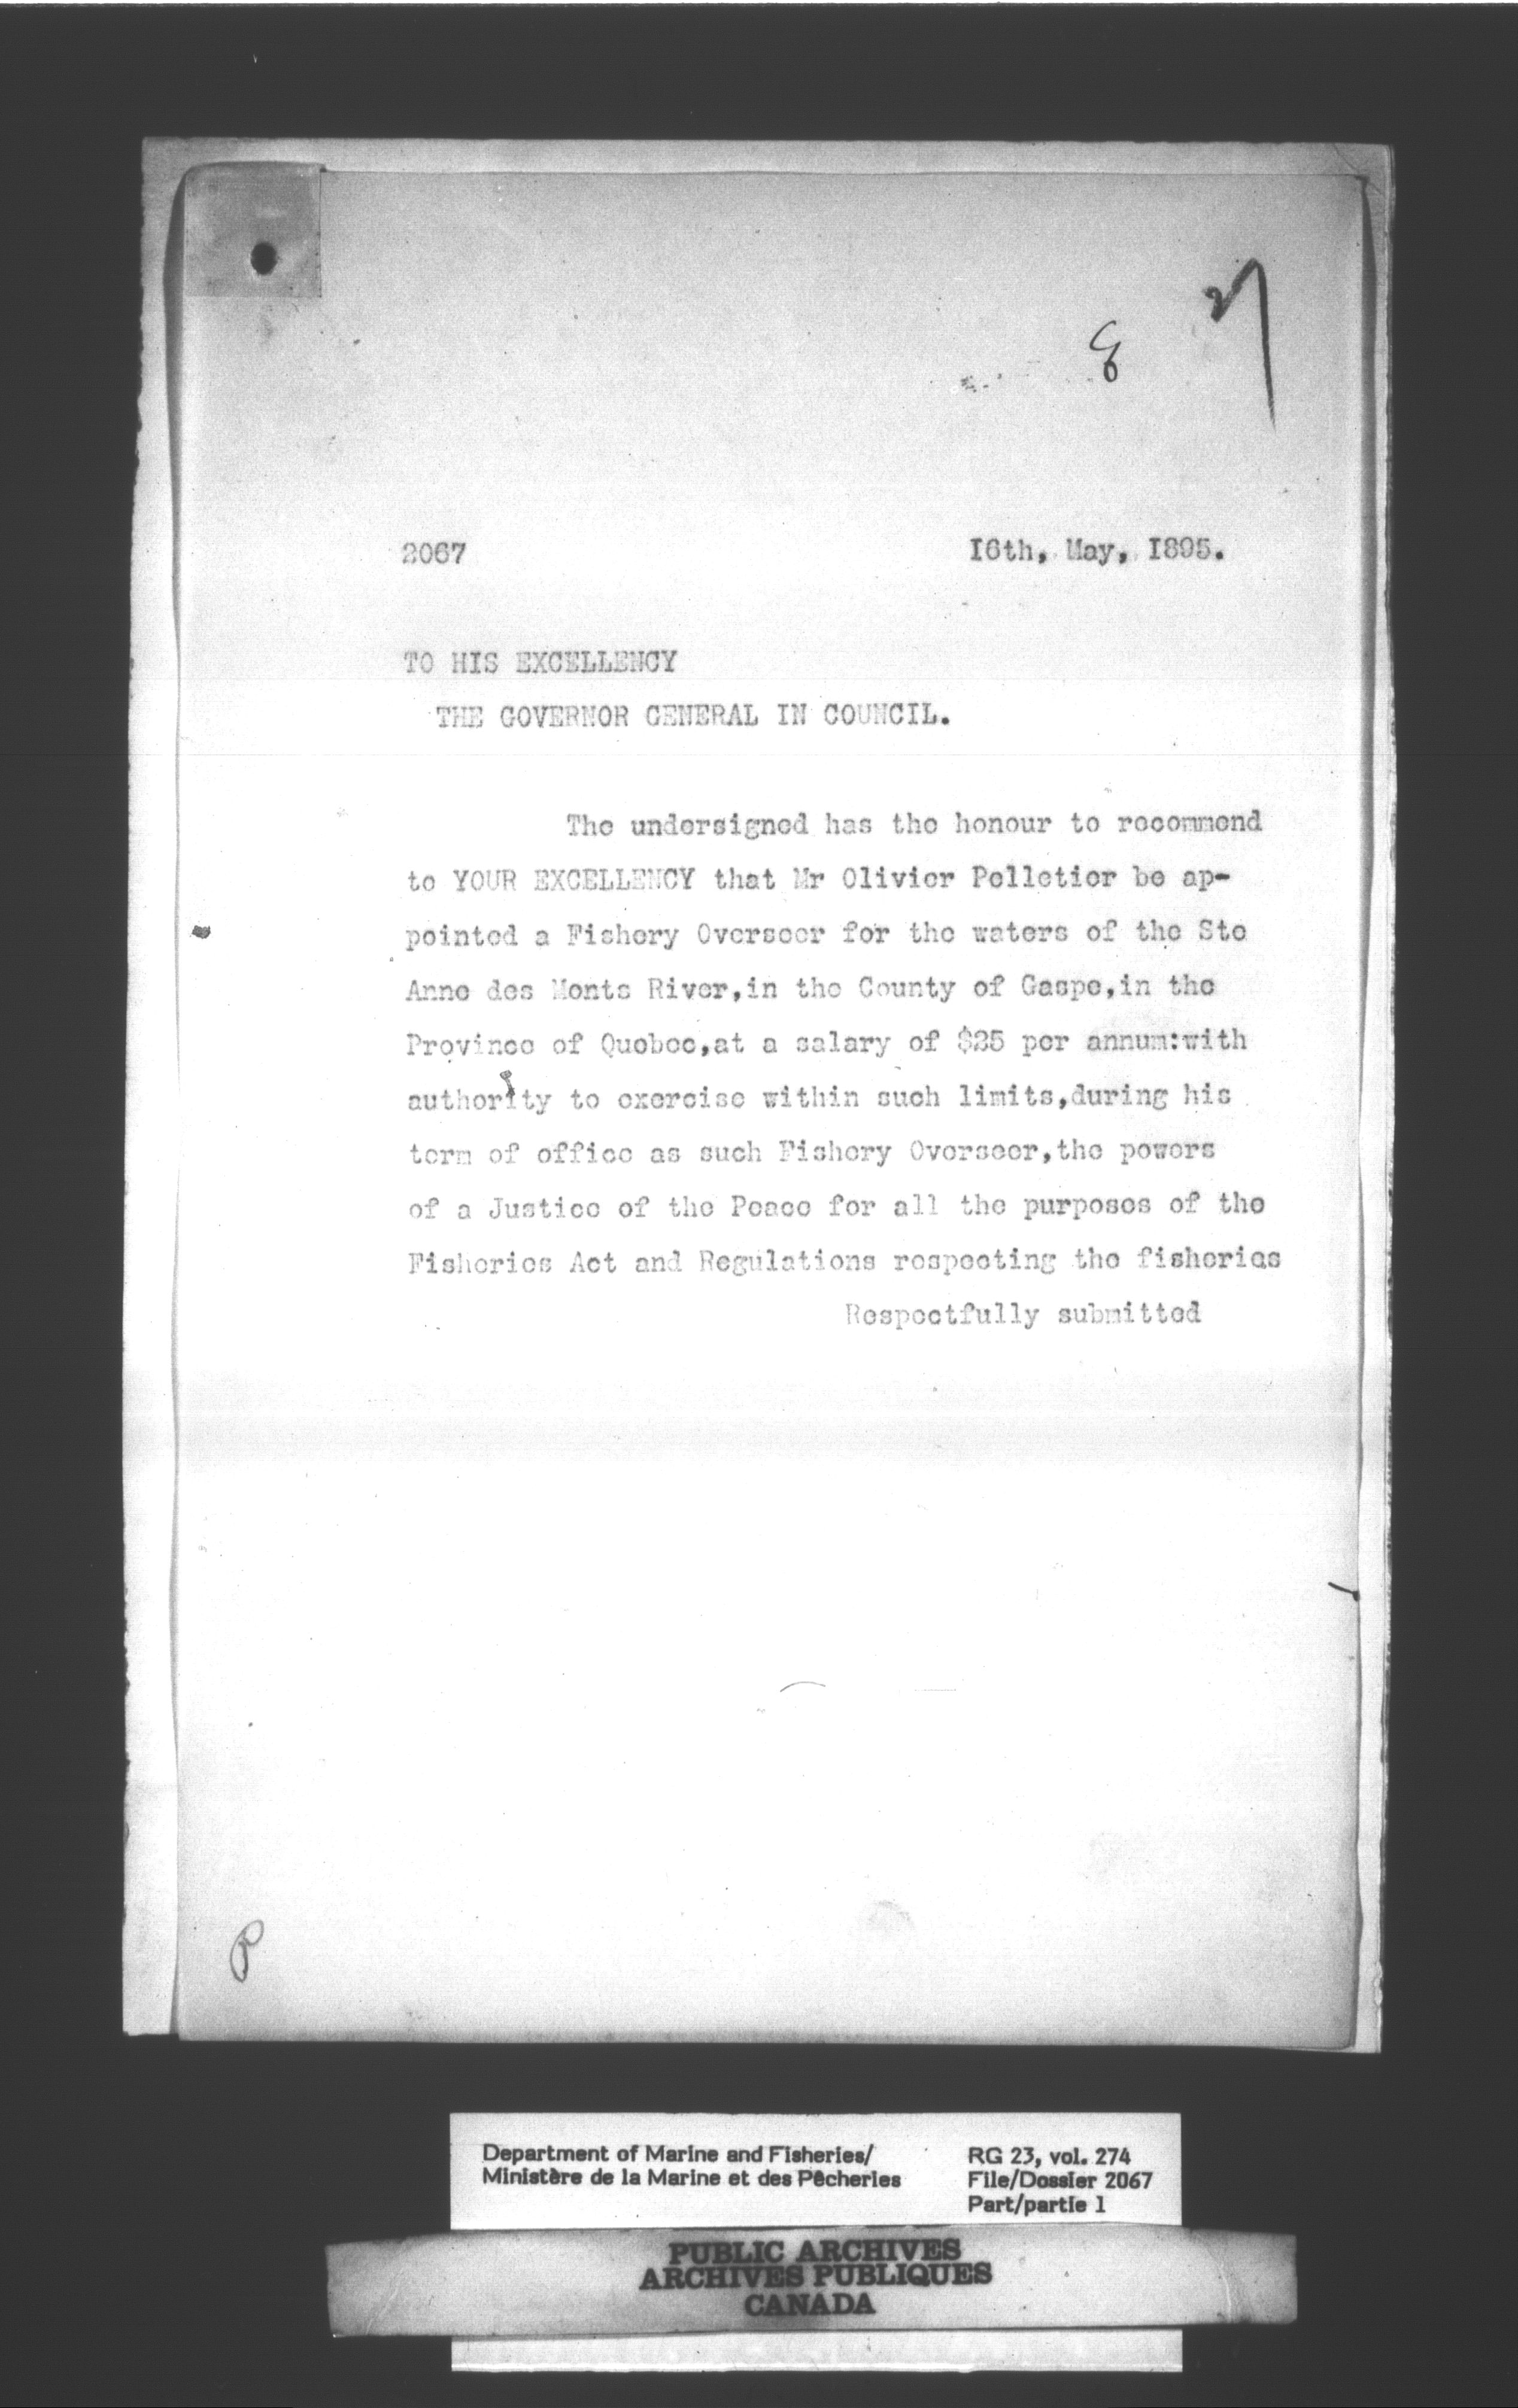 27
8
2067 I6th, May, I895.
TO HIS EXCELLENCY
THE GOVERNOR GENERAL IN COUNCIL.
The undersigned has the honour to recommend
to YOUR EXCELLENCY that Mr Olivier Pelletier be ap-
pointed a Fishery Overseer for the waters of the Ste
Anne des Monts River,in the County of Gaspe,in the
Province of Quebec,at a salary of $25 per annum:with
authority to exercise within such limits,during his
term of office as such Fishery Overseer,the powers
of a Justice of the Peace for all the purposes of the
Fisheries Act and Regulations respecting the fisheries
Respectfully submitted
P
Department of Marine and Fisheries/ RG 23, vol. 274
Ministère de la Marine et des Pêcheries File/Dossier 2067
Part/partie 1
PUBLIC ARCHIVES
ARCHIVES PUBLIQUES
CANADA